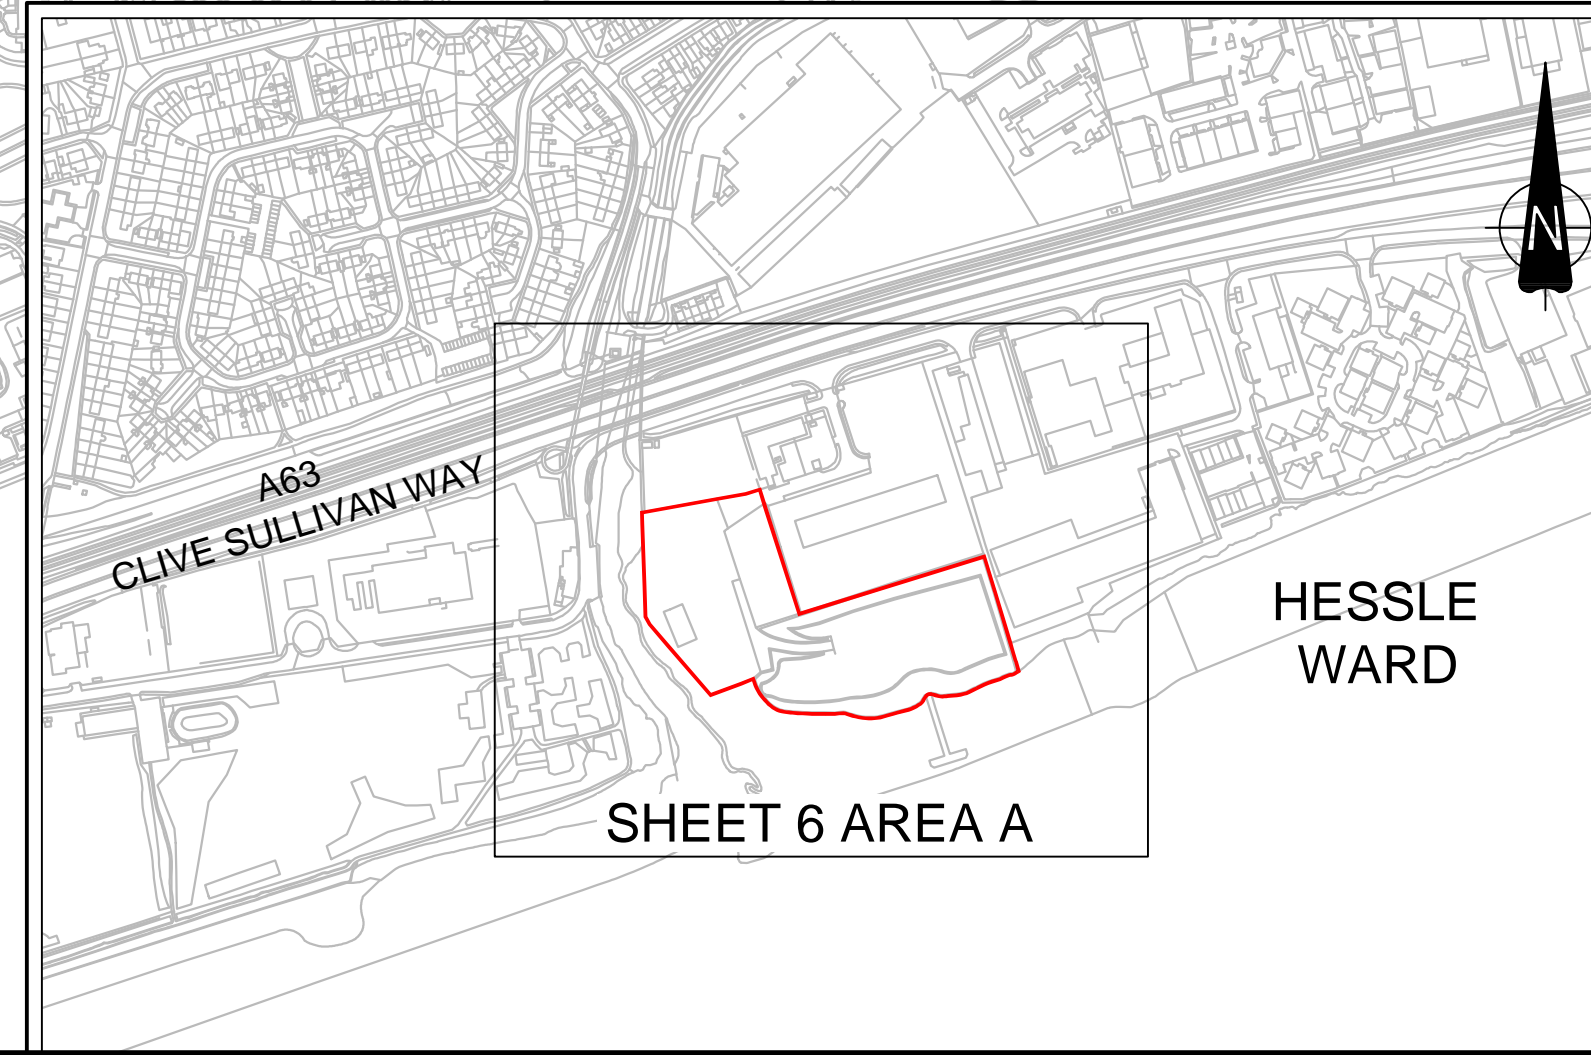 N
A63
CLIVE SULLIVAN WAY
HESSLE
WARD
SHEET 6 AREA A